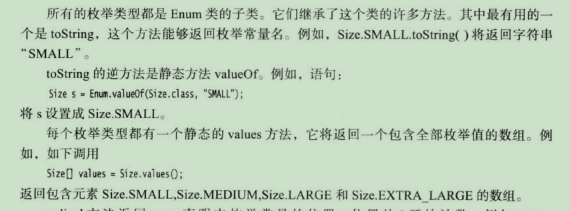 所有的枚举类型都是 Enum 类的子类。它们继承了这个类的许多方法。其中最有用的一
个是 toString，这个方法能够返回枚举常量名。例如，Size.SMALL.toString( ) 将返回字符串
“SMALL”。
toString 的逆方法是静态方法 valueOf。例如，语句：
Size s = Enum.valueOf(Size.class, "SMALL");
将 s 设置成 Size.SMALL。
每个枚举类型都有一个静态的 values 方法，它将返回一个包含全部枚举值的数组。例
如，如下调用
Size[] values = Size.values();
返回包含元素 Size.SMALL,Size.MEDIUM,Size.LARGE 和 Size.EXTRA_LARGE 的数组。